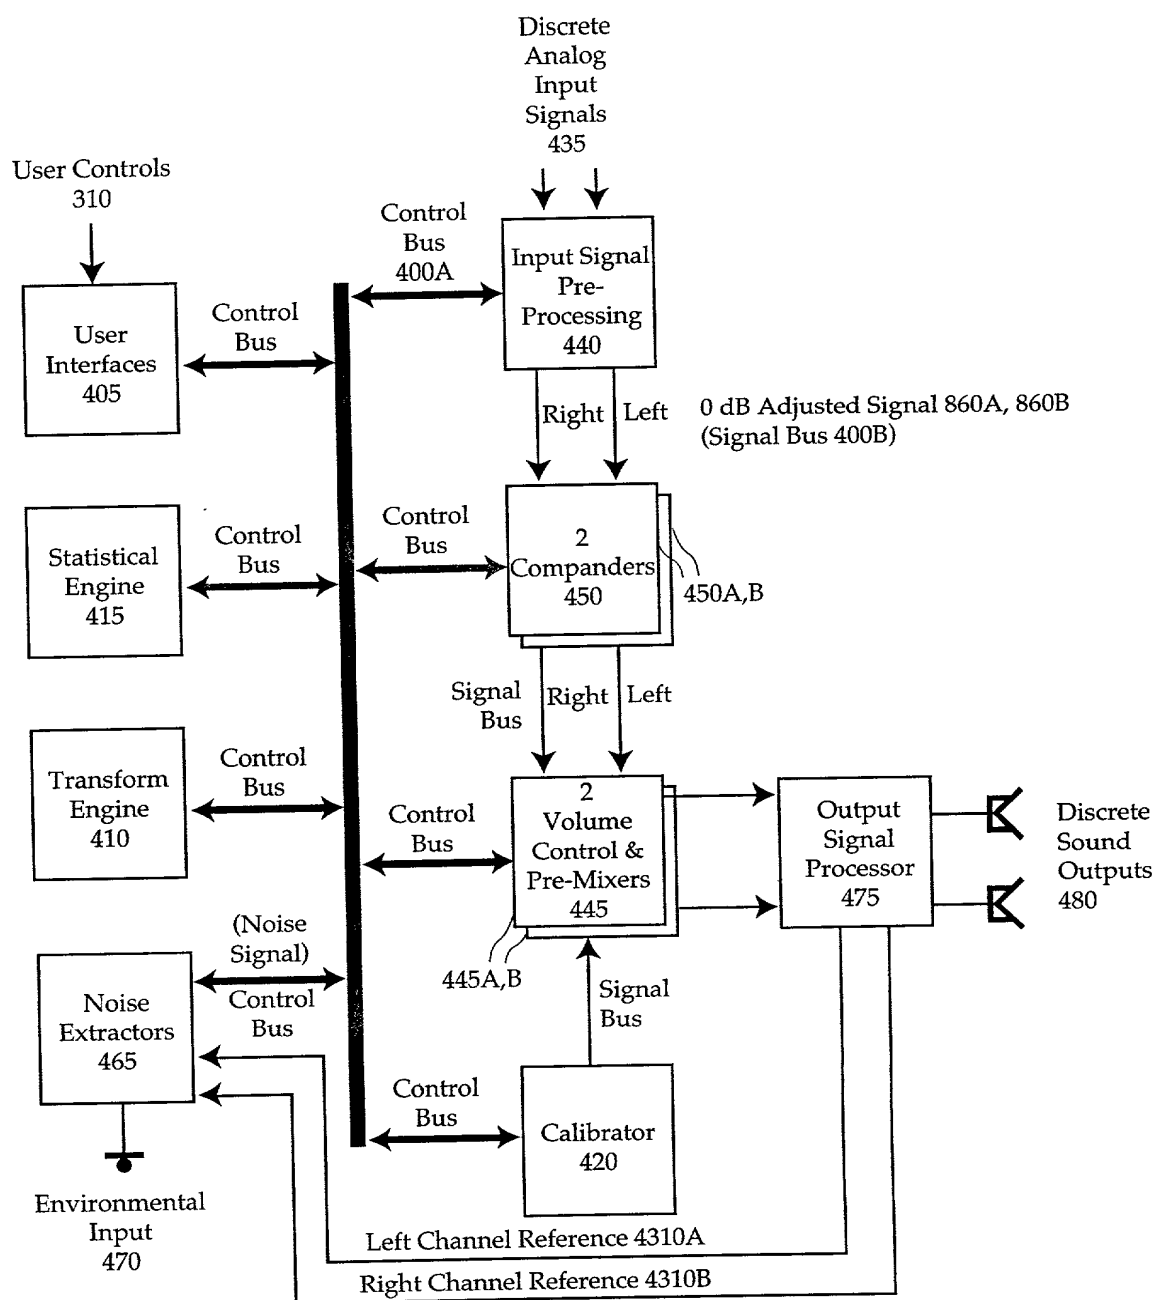 Discrete
Analog
Input
Signals
435
User Controls
310
Control
Bus
400A
Input Signal
Pre-
Processing
440
User
Interfaces
405
Control
Bus
Right
Left
0 dB Adjusted Signal 860A, 860B
(Signal Bus 400B)
Statistical
Engine
415
Control
Bus
Control
Bus
2
Companders
450
450A,B
Signal
Bus
Right
Left
Transform
Engine
410
Control
Bus
Control
Bus
2
Volume
Control &
Pre-Mixers
445
445A,B
Output
Signal
Processor
475
Discrete
Sound
Outputs
480
(Noise
Signal)
Control
Bus
Noise
Extractors
465
Signal
Bus
Control
Bus
Calibrator
420
Environmental
Input
470
Left Channel Reference 4310A
Right Channel Reference 4310B